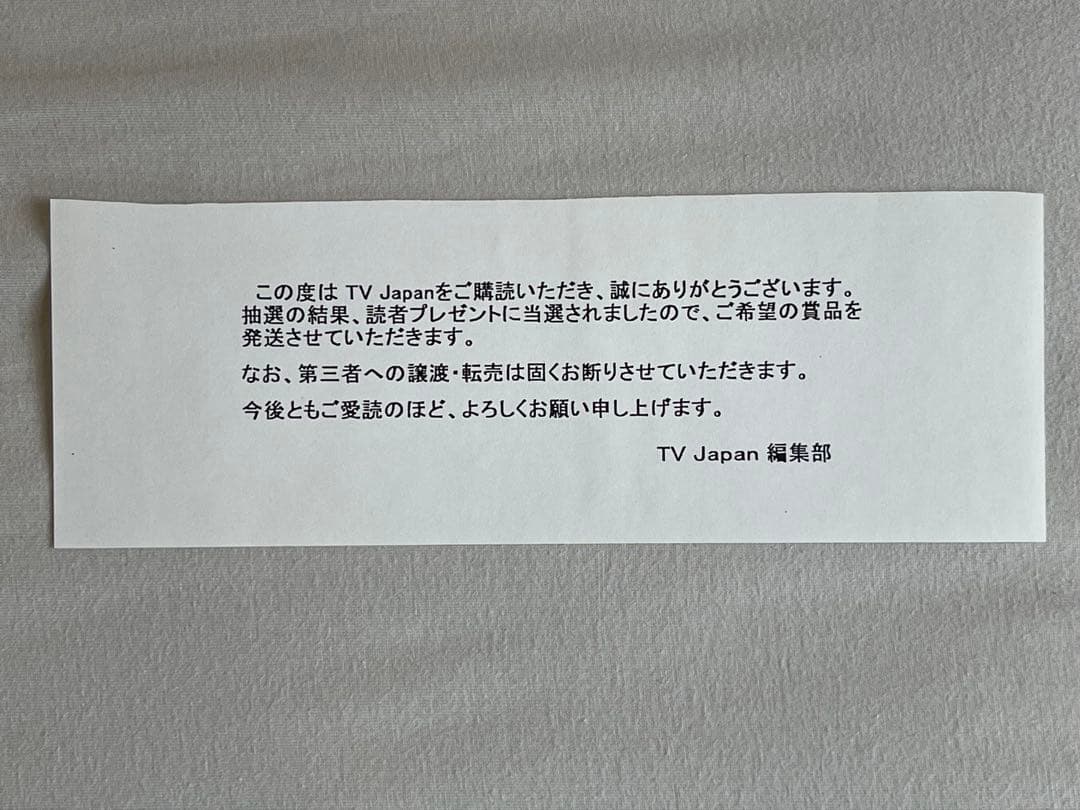 この度は TV Japanをご購読いただき、誠にありがとうございます。
抽選の結果、読者プレゼントに当選されましたので、ご希望の賞品を
発送させていただきます。
なお、第三者への譲渡・転売は固くお断りさせていただきます。
今後ともご愛読のほど、よろしくお願い申し上げます。
TV Japan 編集部